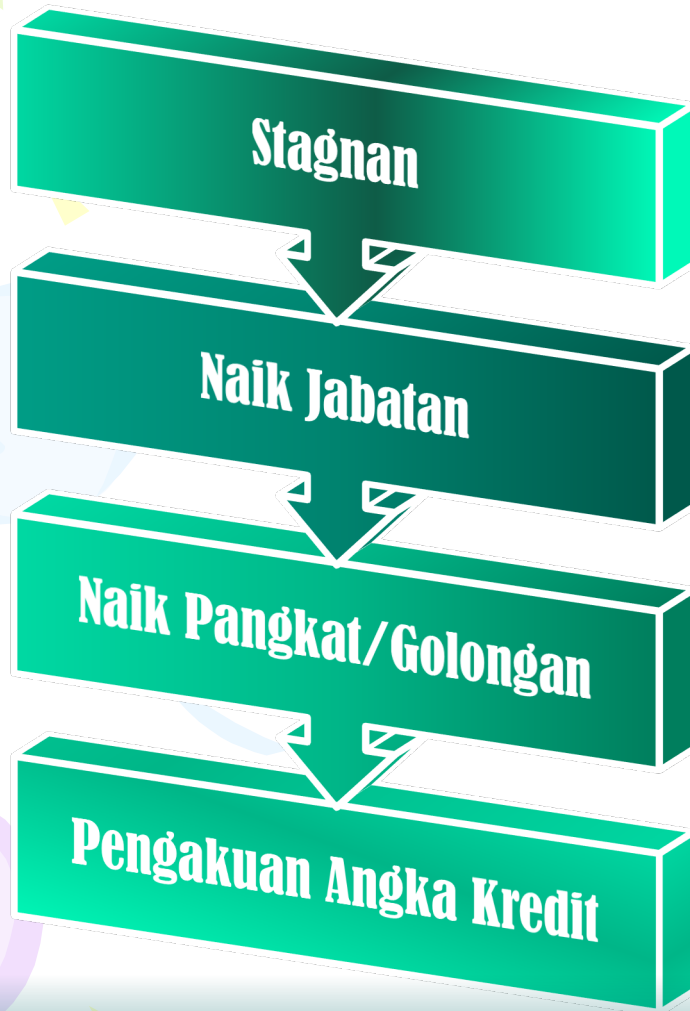 Stagnan
Naik Jabatan
Naik Pangkat/Golongan
Pengakuan Angka Kredit